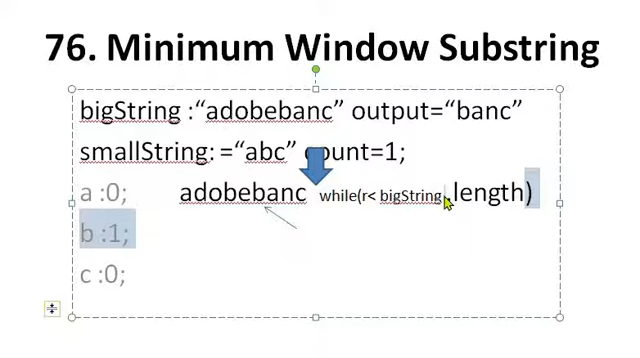 76. Minimum Window Substring
bigString :“adobebanc” output=“banc”
smallString: =“abc” count=1;
a :0; adobebanc while(r< bigString .length)
b :1;
c :0;